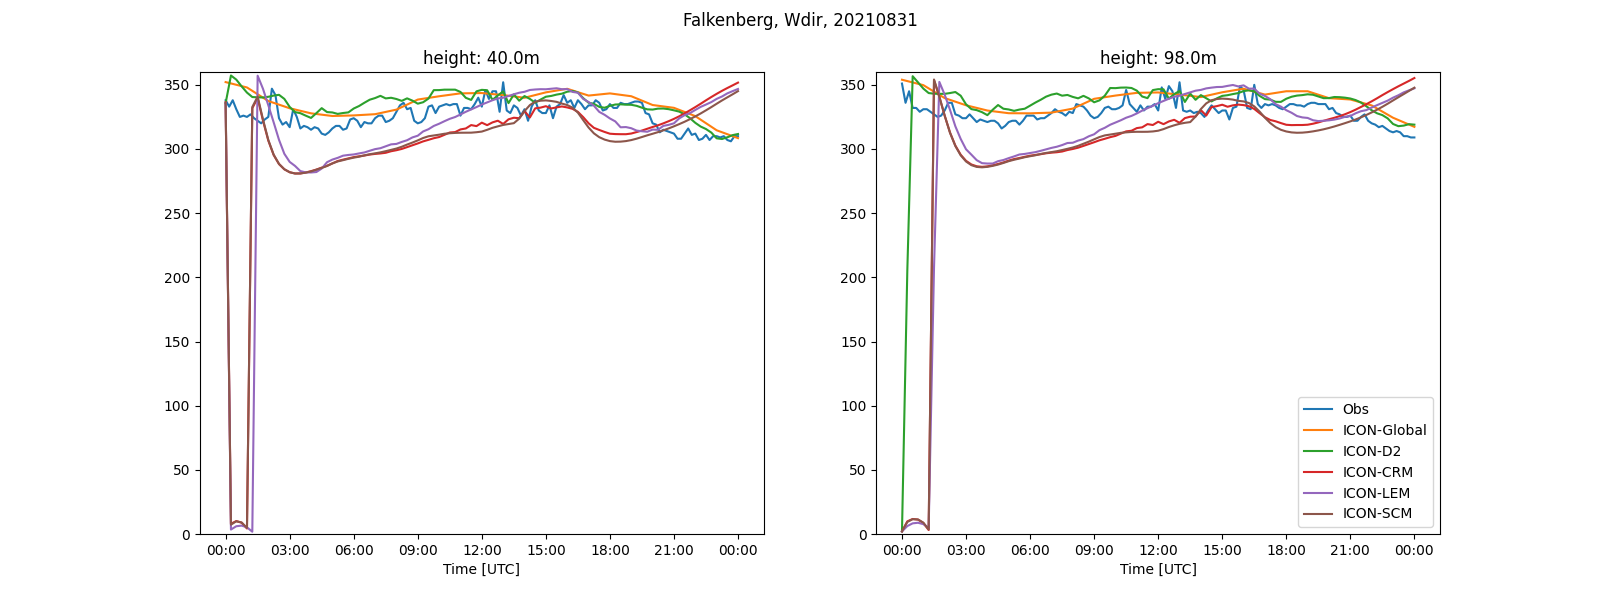 Falkenberg, Wdir, 20210831
height: 40.0m
350
300
250
200
150
100
50
0
00:00 03:00 06:00 09:00 12:00 15:00 18:00 21:00 00:00
Time [UTC]
height: 98.0m
350
300
250
200
150
100
50
0
00:00 03:00 06:00 09:00 12:00 15:00 18:00 21:00 00:00
Time [UTC]
Obs
ICON-Global
ICON-D2
ICON-CRM
ICON-LEM
ICON-SCM